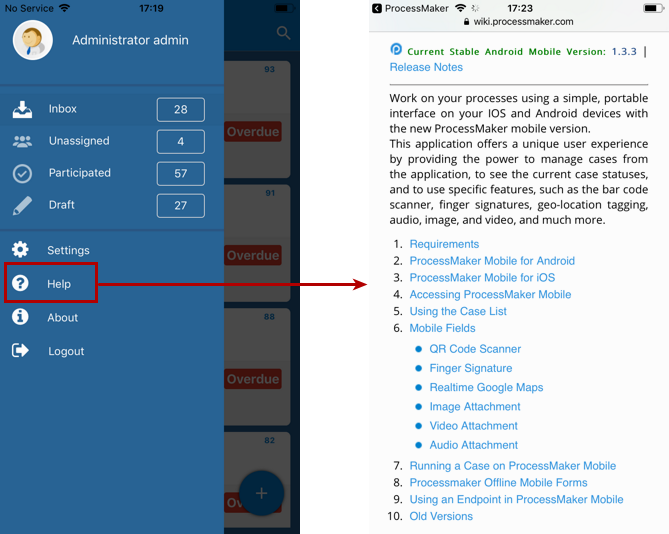 No Service 17:19
Administrator admin
93
Inbox 28
Overdue
Unassigned 4
Participated 57
91
Draft 27
Settings
Overdue
Help
About
88
Logout
Overdue
82
Ov
+
ProcessMaker 17:23
wiki.processmaker.com
Current Stable Android Mobile Version: 1.3.3 |
Release Notes
Work on your processes using a simple, portable
interface on your IOS and Android devices with
the new ProcessMaker mobile version.
This application offers a unique user experience
by providing the power to manage cases from
the application, to see the current case statuses,
and to use specific features, such as the bar code
scanner, finger signatures, geo-location tagging,
audio, image, and video, and much more.
1. Requirements
2. ProcessMaker Mobile for Android
3. ProcessMaker Mobile for iOS
4. Accessing ProcessMaker Mobile
5. Using the Case List
6. Mobile Fields
QR Code Scanner
Finger Signature
Realtime Google Maps
Image Attachment
Video Attachment
Audio Attachment
7. Running a Case on ProcessMaker Mobile
8. Processmaker Offline Mobile Forms
9. Using an Endpoint in ProcessMaker Mobile
10. Old Versions